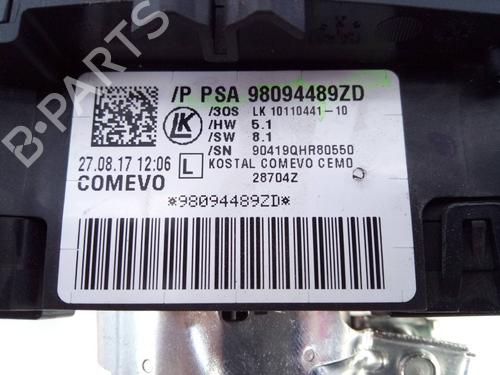 /P PSA 98094489ZD
/3OS LK 10110441-10
/HW 5.1
/SW 8.1
/SN 90419QHR80550
LK
27.08.17 12:06
L
KOSTAL COMEVO CEMO
COMEVO
28704Z
*98094489ZD*
B-PARTS